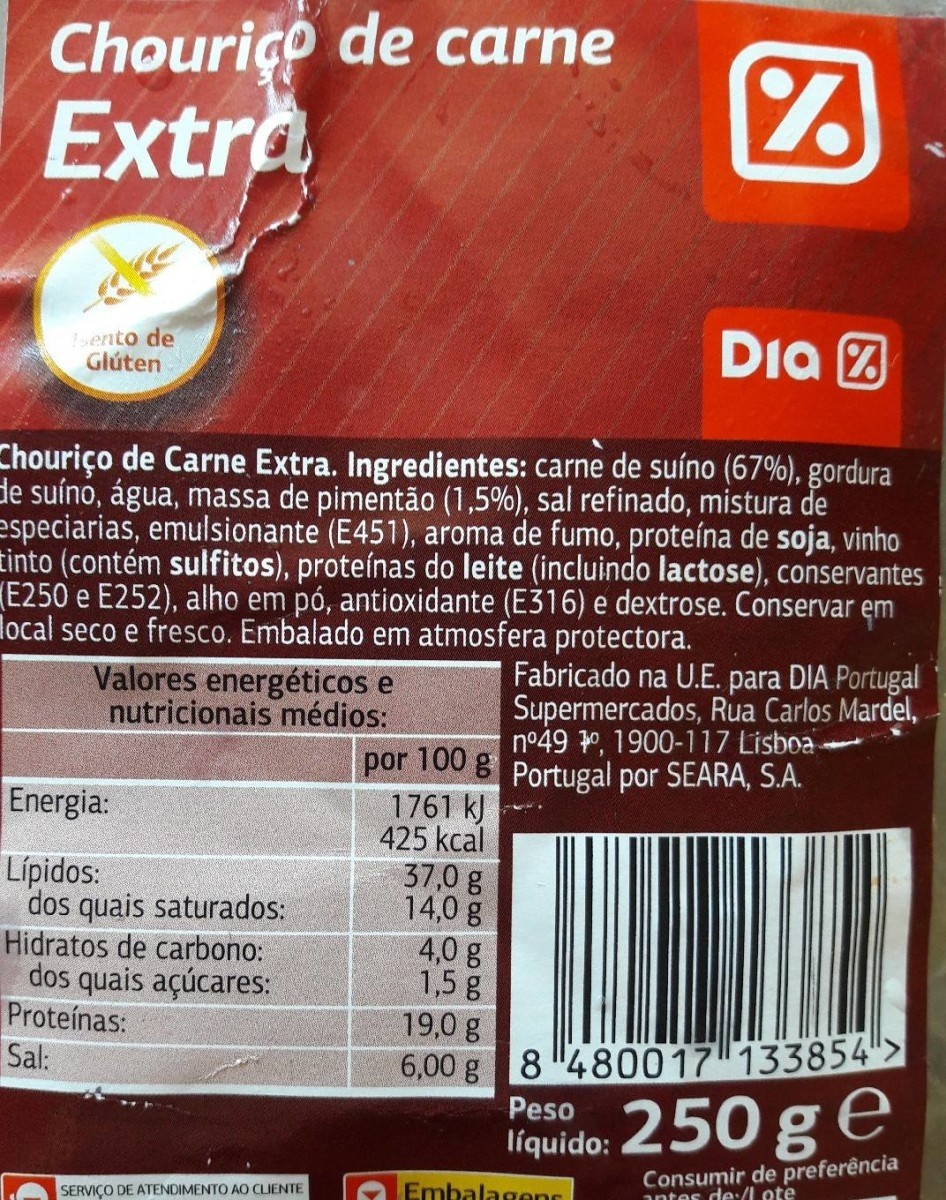 Chouriço de carne
Extra
%
Isento de
Glúten
Dia %
Chouriço de Carne Extra. Ingredientes: carne de suíno (67%), gordura
de suíno, água, massa de pimentão (1,5%), sal refinado, mistura de
especiarias, emulsionante (E451), aroma de fumo, proteína de soja, vinho
tinto (contém sulfitos), proteínas do leite (incluindo lactose), conservantes
(E250 e E252), alho em pó, antioxidante (E316) e dextrose. Conservar em
local seco e fresco. Embalado em atmosfera protectora.
Valores energéticos e
nutricionais médios:
por 100 g
Energia: 1761 kJ
425 kcal
Lípidos: 37,0 g
dos quais saturados: 14,0 g
Hidratos de carbono: 4,0 g
dos quais açúcares: 1,5 g
Proteínas: 19,0 g
Sal: 6,00 g
Fabricado na U.E. para DIA Portugal
Supermercados, Rua Carlos Mardel,
nº49 1900-117 Lisboa
Portugal por SEARA, S.A.
8 480017 133854 >
Peso
líquido: 250 g e
Consumir de preferência
antes de
SERVIÇO DE ATENDIMENTO AO CLIENTE